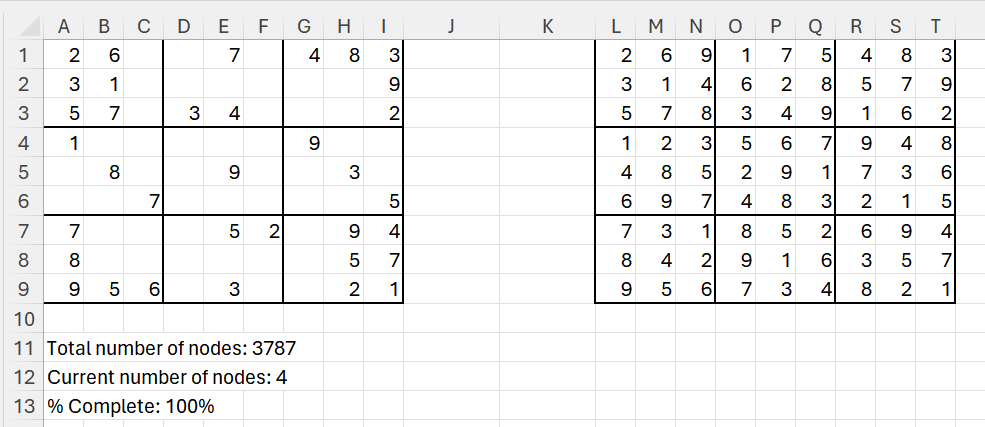 A B C D E F G H I J K L M N O P Q R S T
1 2 6 7 4 8 3 2 6 9 1 7 5 4 8 3
2 3 1 9 3 1 4 6 2 8 5 7 9
3 5 7 3 4 2 5 7 8 3 4 9 1 6 2
4 1 9 1 2 3 5 6 7 9 4 8
5 8 9 3 4 8 5 2 9 1 7 3 6
6 7 5 6 9 7 4 8 3 2 1 5
7 7 5 2 9 4 7 3 1 8 5 2 6 9 4
8 8 5 7 8 4 2 9 1 6 3 5 7
9 9 5 6 3 2 1 9 5 6 7 3 4 8 2 1
10
11 Total number of nodes: 3787
12 Current number of nodes: 4
13 % Complete: 100%